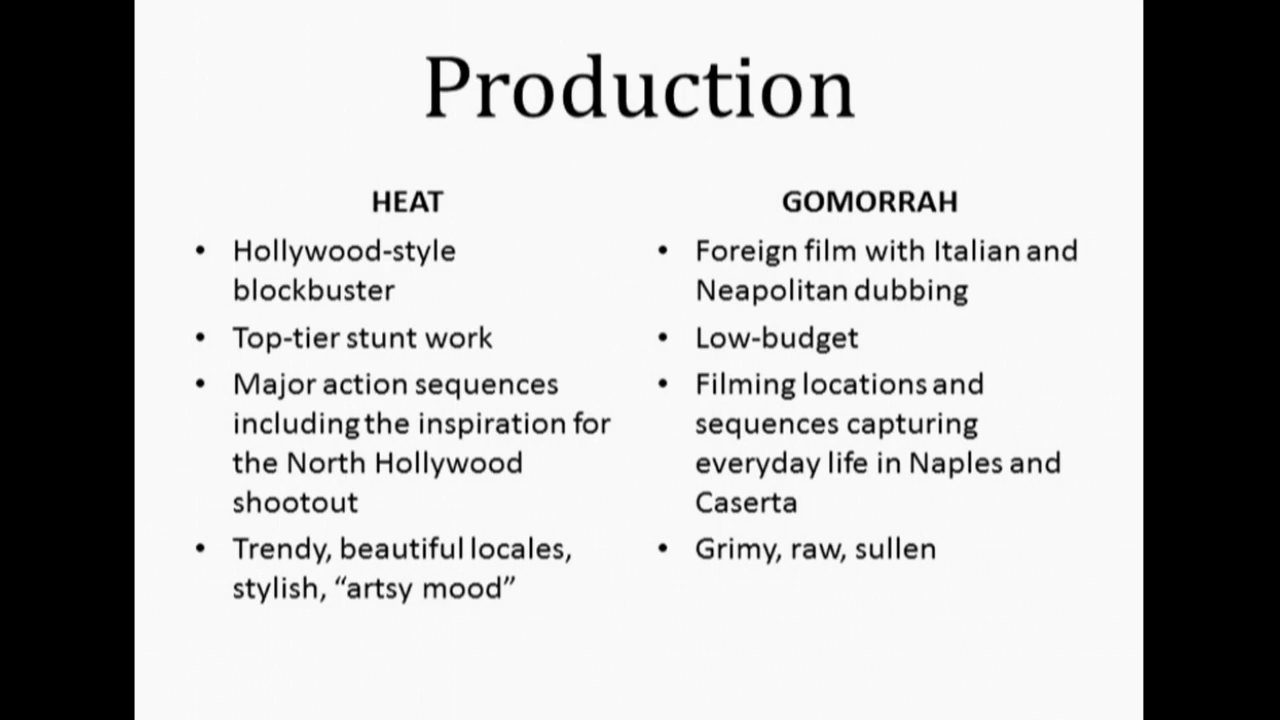 Production
HEAT
• Hollywood-style
blockbuster
• Top-tier stunt work
• Major action sequences
including the inspiration for
the North Hollywood
shootout
• Trendy, beautiful locales,
stylish, “artsy mood”
GOMORRAH
• Foreign film with Italian and
Neapolitan dubbing
• Low-budget
• Filming locations and
sequences capturing
everyday life in Naples and
Caserta
• Grimy, raw, sullen